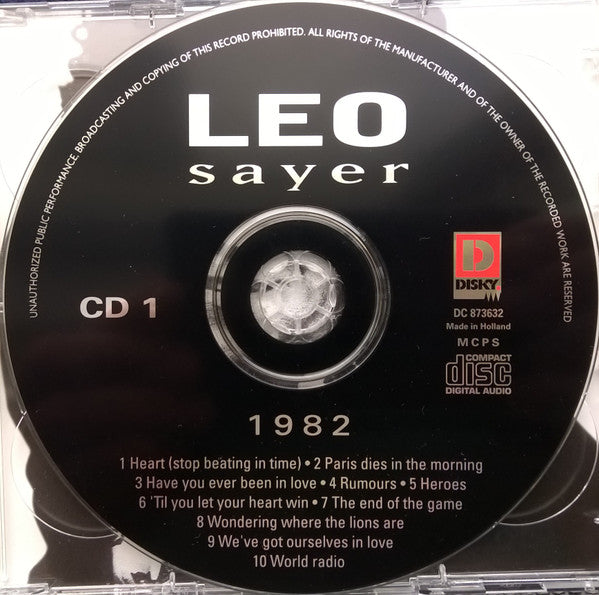 UNAUTHORIZED PUBLIC PERFORMANCE, BROADCASTING AND COPYING OF THIS RECORD PROHIBITED. ALL RIGHTS OF THE MANUFACTURER AND OF THE OWNER OF THE RECORDED WORK ARE RESERVED
LEO
sayer
CD 1
D
DISKY
DC 873632
Made in Holland
MCPS
COMPACT
disc
DIGITAL AUDIO
1982
1 Heart (stop beating in time) • 2 Paris dies in the morning
3 Have you ever been in love • 4 Rumours • 5 Heroes
6 'Til you let your heart win • 7 The end of the game
8 Wondering where the lions are
9 We've got ourselves in love
10 World radio